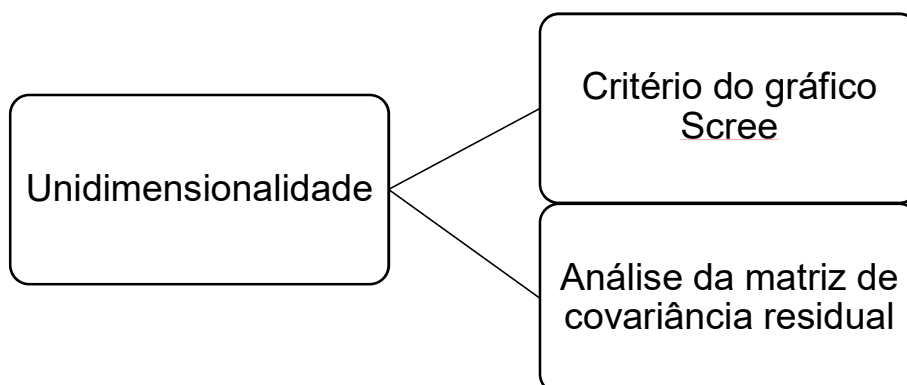 Unidimensionalidade
Critério do gráfico
Scree
Análise da matriz de
covariância residual